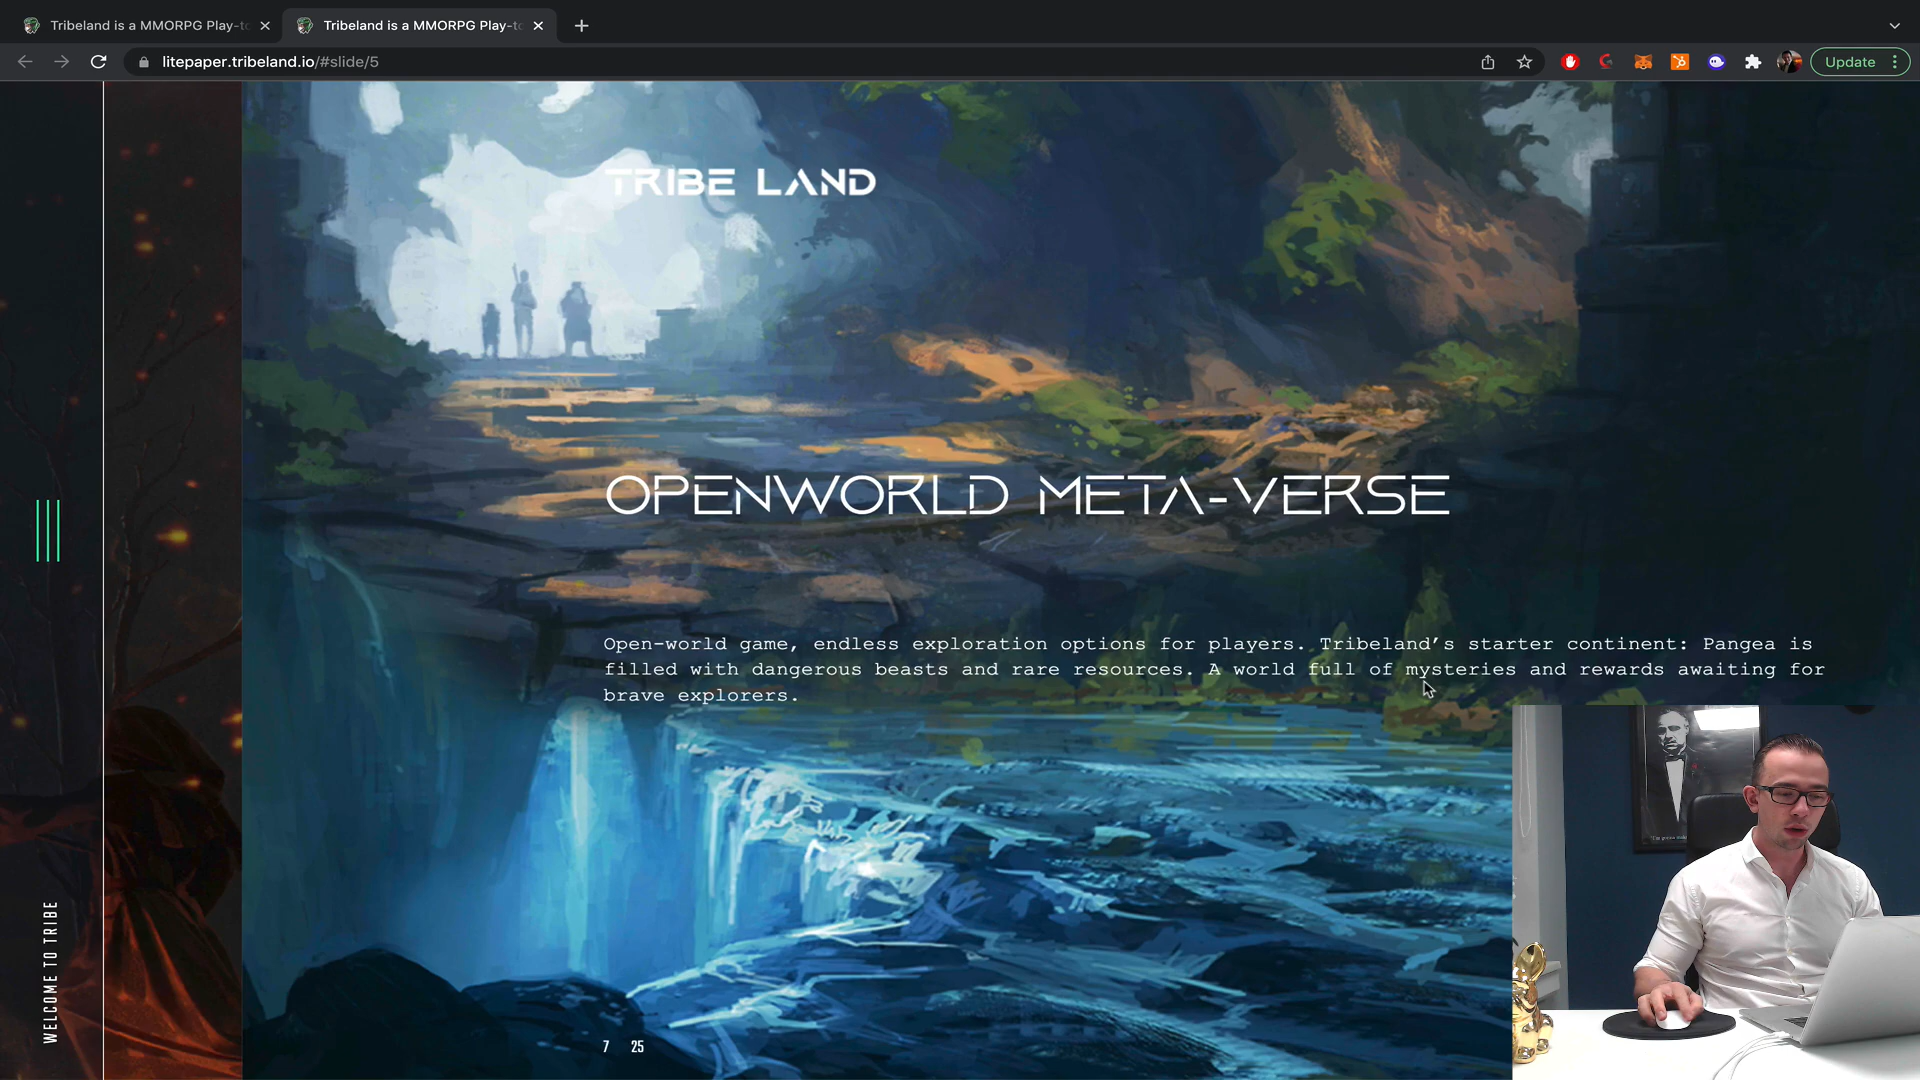 Tribeland is a MMORPG Play-to
Tribeland is a MMORPG Play-to
litepaper.tribeland.io/#slide/5
Update
TRIBE LAND
OPENWORLD META-VERSE
Open-world game, endless exploration options for players. Tribeland’s starter continent: Pangea is
filled with dangerous beasts and rare resources. A world full of mysteries and rewards awaiting for
brave explorers.
WELCOME TO TRIBE
7 25